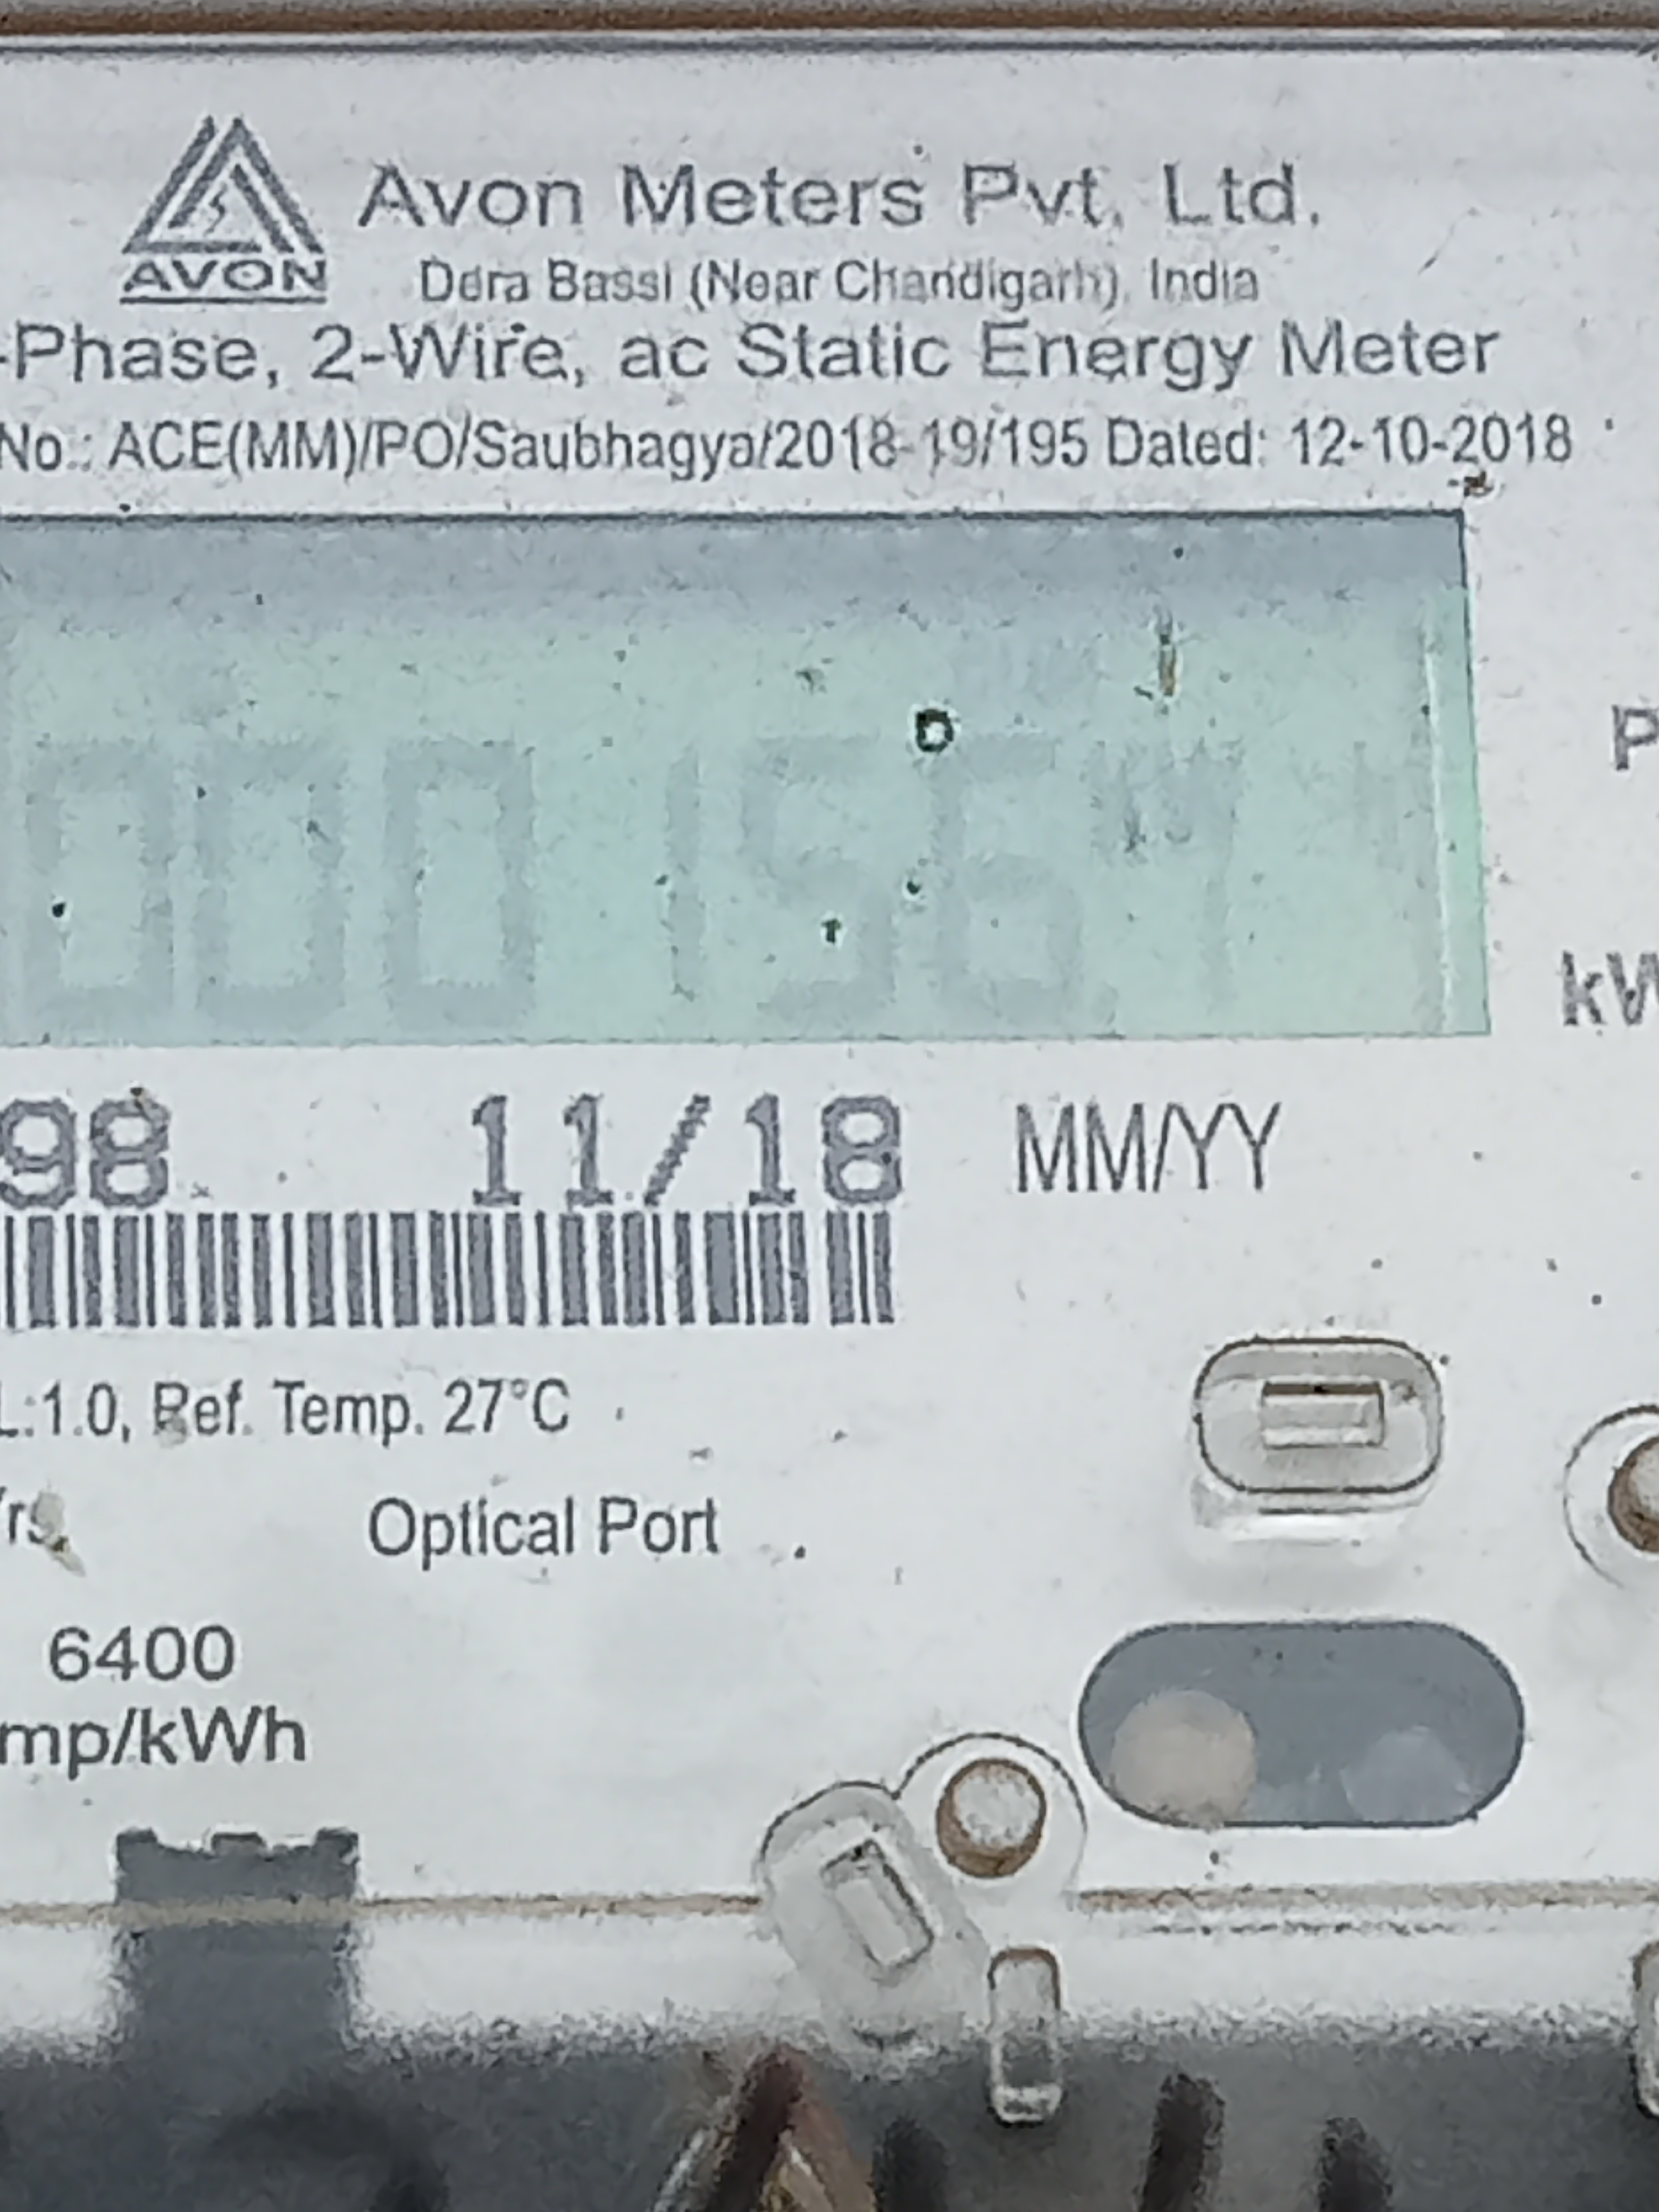 AVON
Avon Meters Pvt. Ltd.
Dera Bassi (Near Chandigarh), India
-Phase, 2-Wire, ac Static Energy Meter
No.: ACE(MM)/PO/Saubhagya/2018-19/195 Dated: 12-10-2018
000156
P
kW
98 11/18 MM/YY
L:1.0, Ref. Temp. 27°C
Optical Port
6400
mp/kWh